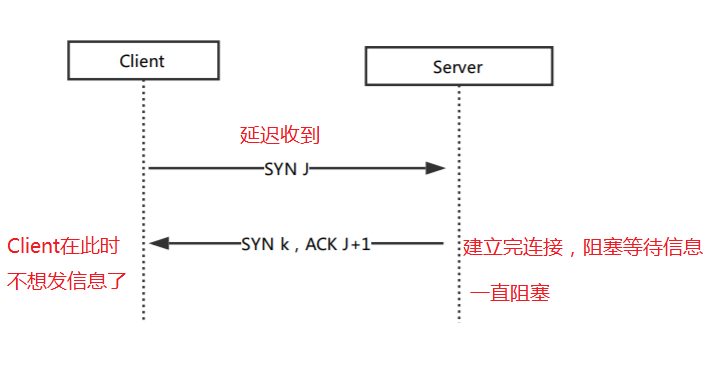 Client
Server
延迟收到
SYN J
Client在此时
不想发信息了
SYN k , ACK J+1
建立完连接，阻塞等待信息
一直阻塞